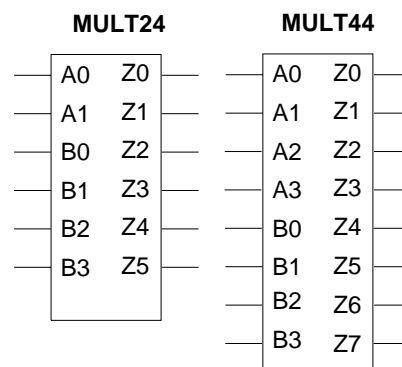 MULT24 MULT44
A0 Z0 A0 Z0
A1 Z1 A1 Z1
B0 Z2 A2 Z2
B1 Z3 A3 Z3
B2 Z4 B0 Z4
B3 Z5 B1 Z5
B2 Z6
B3 Z7